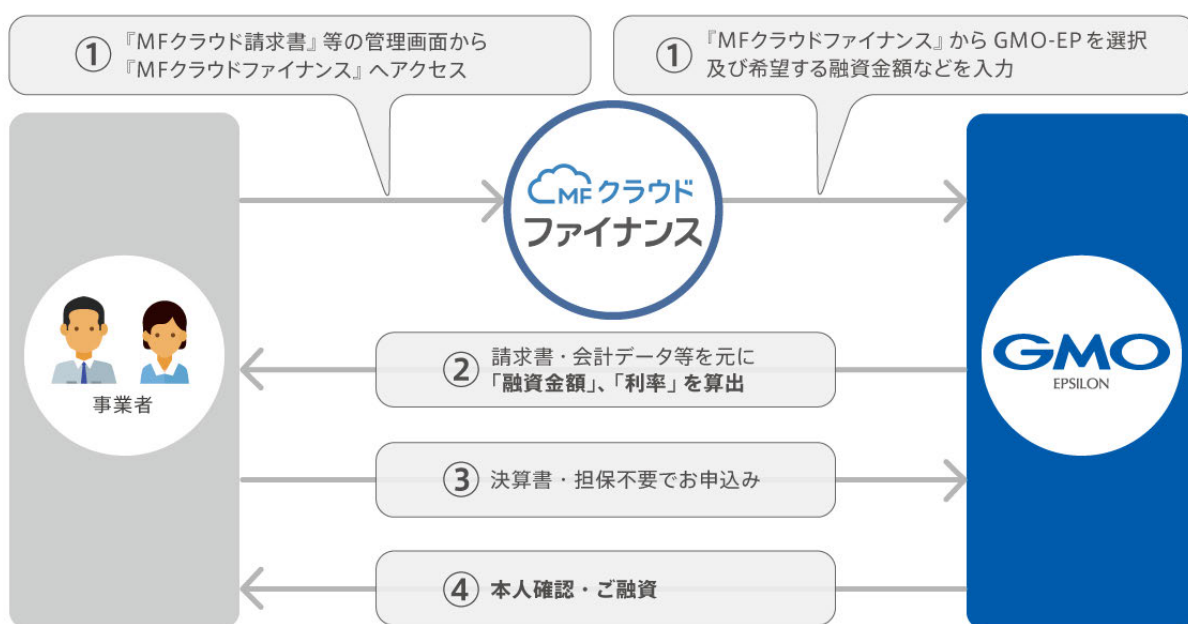 ① 『MFクラウド請求書』等の管理画面から
『MFクラウドファイナンス』へアクセス
① 『MFクラウドファイナンス』から GMO-EP を選択
及び希望する融資金額などを入力
MFクラウド
ファイナンス
事業者
GMO
EPSILON
② 請求書・会計データ等を元に
「融資金額」、「利率」を算出
③ 決算書・担保不要でお申込み
④ 本人確認・ご融資